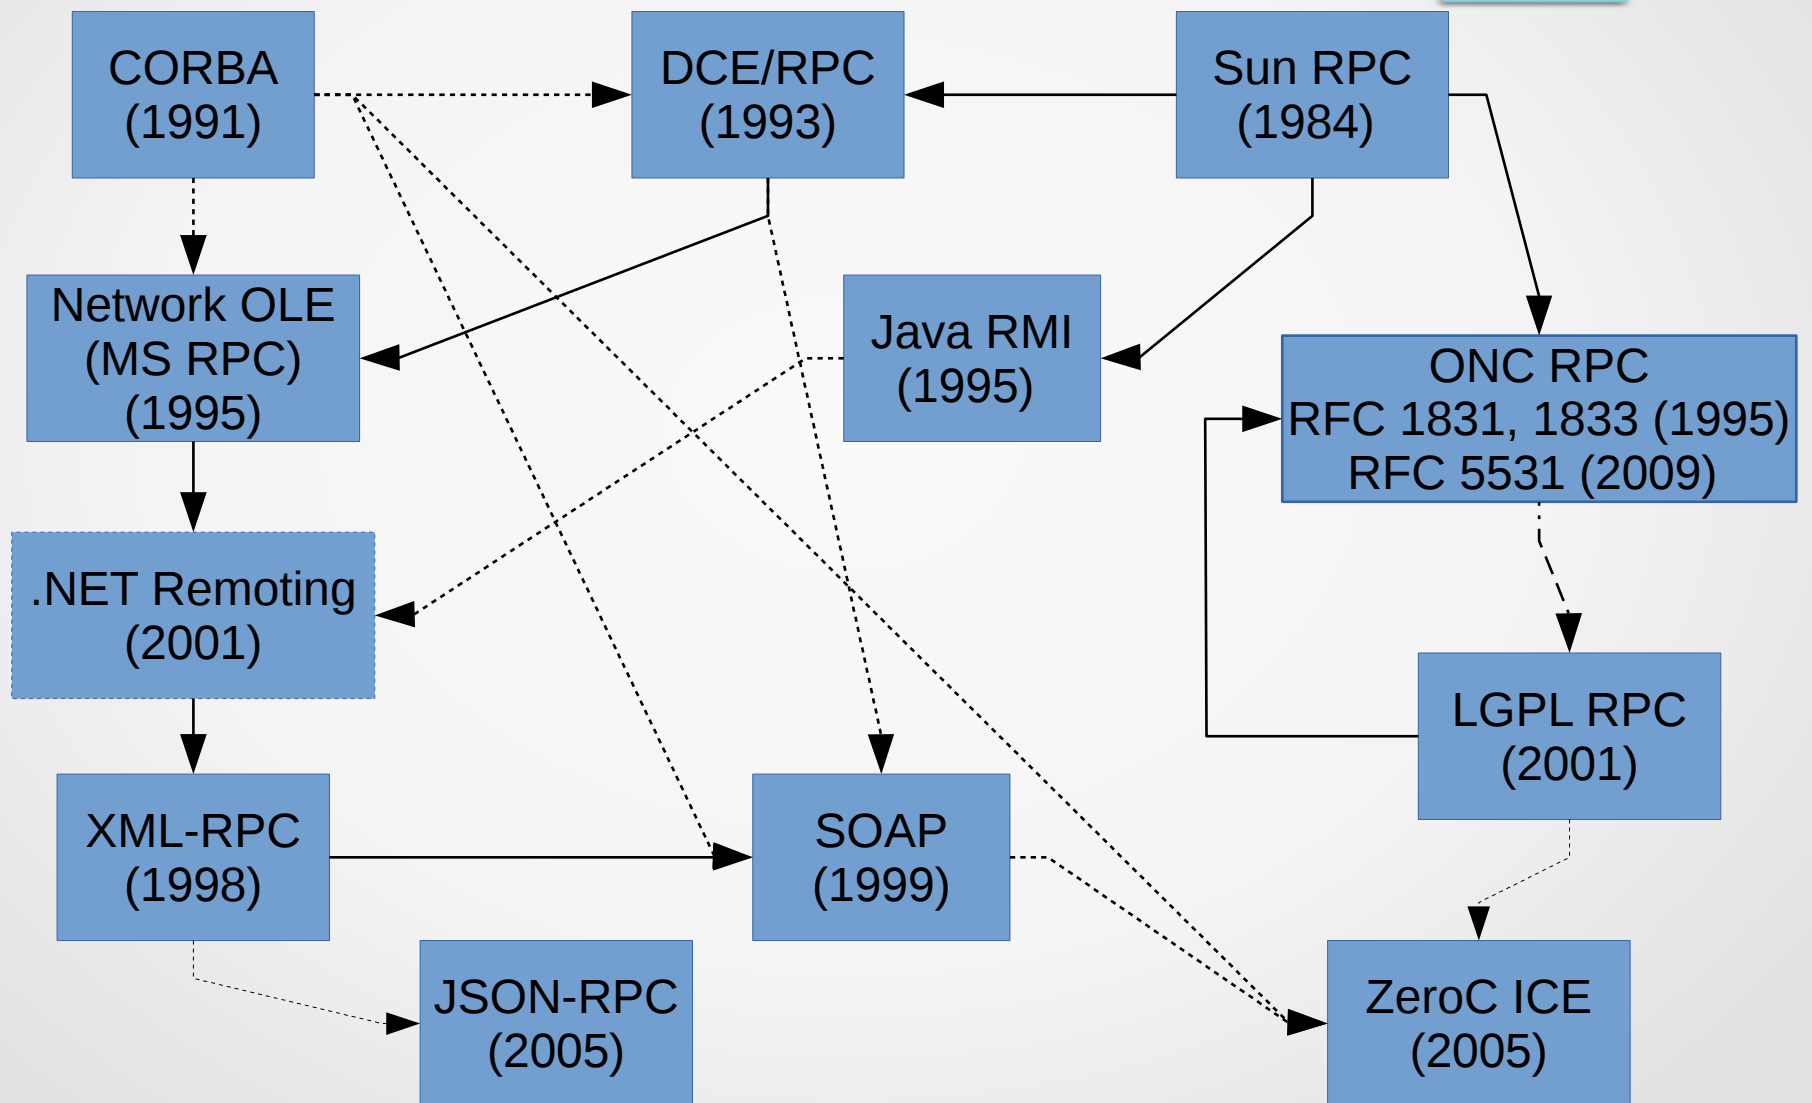 CORBA
(1991)
DCE/RPC
(1993)
Sun RPC
(1984)
Network OLE
(MS RPC)
(1995)
Java RMI
(1995)
ONC RPC
RFC 1831, 1833 (1995)
RFC 5531 (2009)
.NET Remoting
(2001)
LGPL RPC
(2001)
XML-RPC
(1998)
SOAP
(1999)
JSON-RPC
(2005)
ZeroC ICE
(2005)